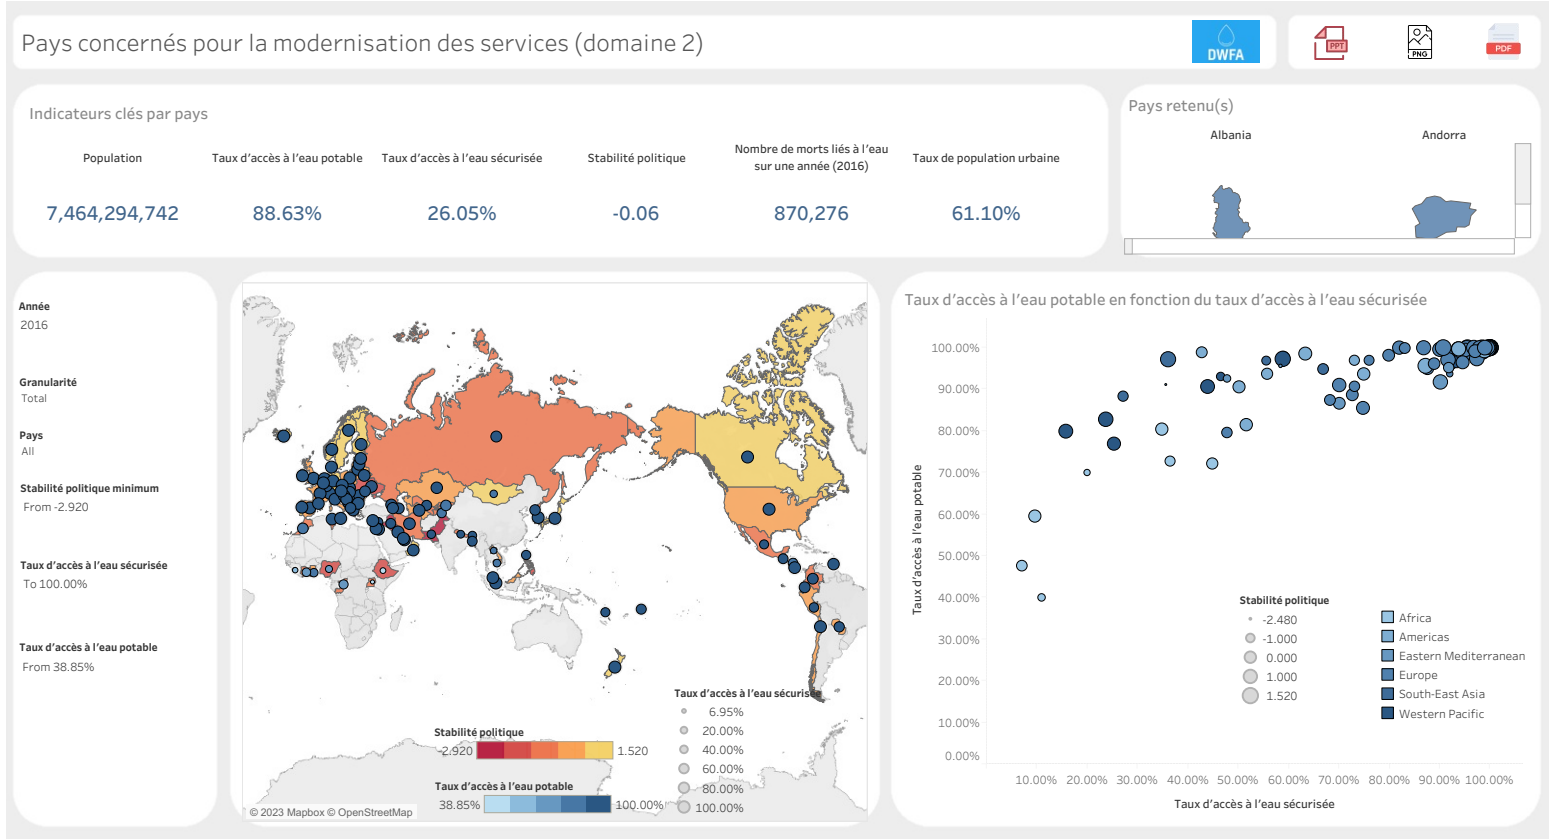 Pays concernés pour la modernisation des services (domaine 2)
DWFA
PPT
PNG
PDF
Indicateurs clés par pays
Population
Taux d'accès à l'eau potable
Taux d'accès à l'eau sécurisée
Stabilité politique
Nombre de morts liés à l'eau
sur une année (2016)
Taux de population urbaine
7,464,294,742
88.63%
26.05%
-0.06
870,276
61.10%
Pays retenu(s)
Albania
Andorra
Année
2016
Granularité
Total
Pays
All
Stabilité politique minimum
From -2.920
Taux d'accès à l'eau sécurisée
To 100.00%
Taux d'accès à l'eau potable
From 38.85%
Taux d'accès à l'eau sécurisée
6.95%
20.00%
40.00%
60.00%
80.00%
100.00%
Stabilité politique
-2.920
1.520
Taux d'accès à l'eau potable
38.85%
100.00%
© 2023 Mapbox © OpenStreetMap
Taux d'accès à l'eau potable en fonction du taux d'accès à l'eau sécurisée
Taux d'accès à l'eau potable
100.00%
90.00%
80.00%
70.00%
60.00%
50.00%
40.00%
30.00%
20.00%
10.00%
0.00%
Stabilité politique
-2.480
-1.000
0.000
1.000
1.520
Africa
Americas
Eastern Mediterranean
Europe
South-East Asia
Western Pacific
10.00% 20.00% 30.00% 40.00% 50.00% 60.00% 70.00% 80.00% 90.00% 100.00%
Taux d'accès à l'eau sécurisée